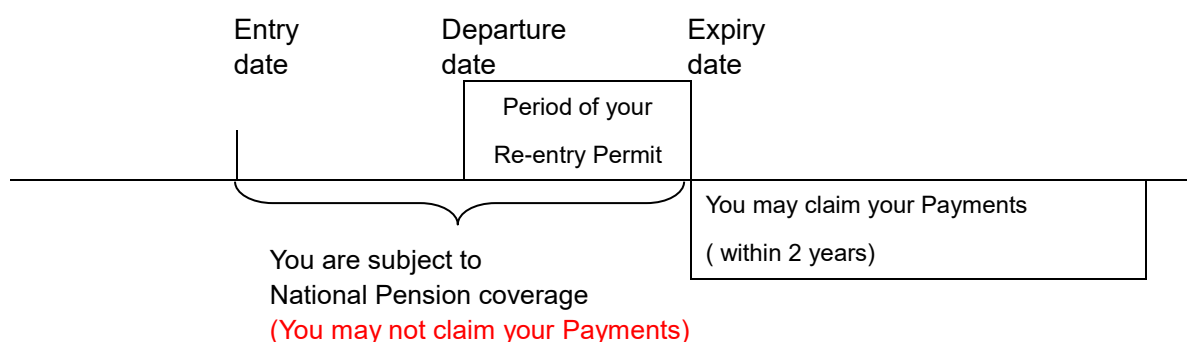 Entry
date
Departure
date
Expiry
date
Period of your
Re-entry Permit
You may claim your Payments
( within 2 years)
You are subject to
National Pension coverage
(You may not claim your Payments)